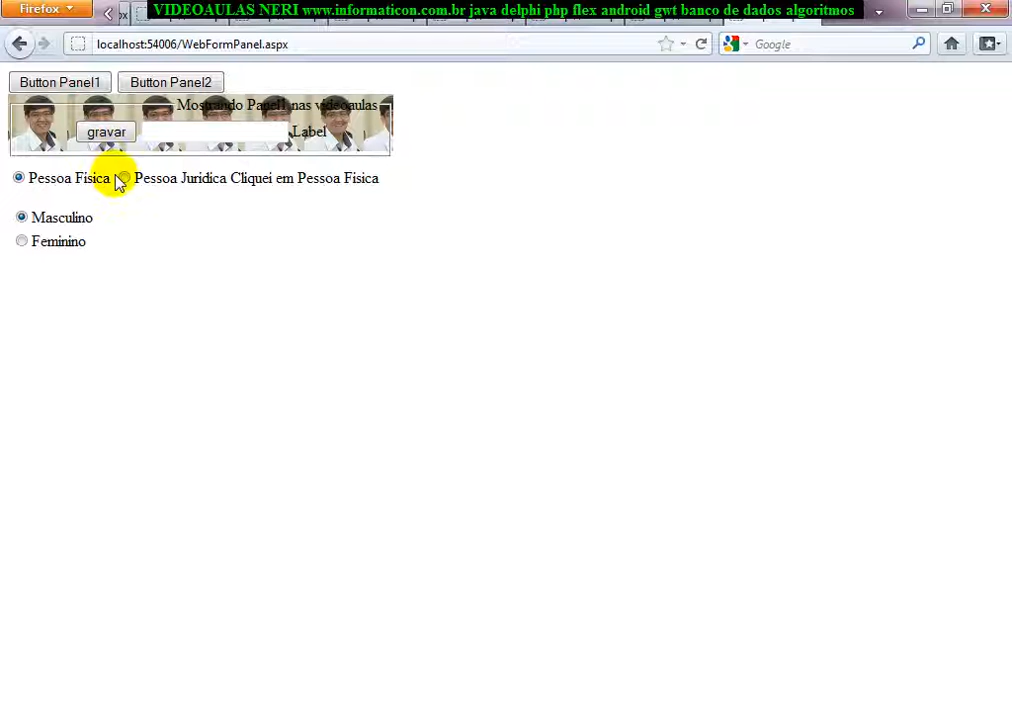 Firefox
VIDEOAULAS NERI www.informaticon.com.br java delphi php flex android gwt banco de dados algoritmos
localhost:54006/WebFormPanel.aspx
Google
Button Panel1 Button Panel2
Mostrando Panel1 nas videoaulas
gravar Label
Pessoa Física Pessoa Jurídica Cliquei em Pessoa Fisica
Masculino
Feminino